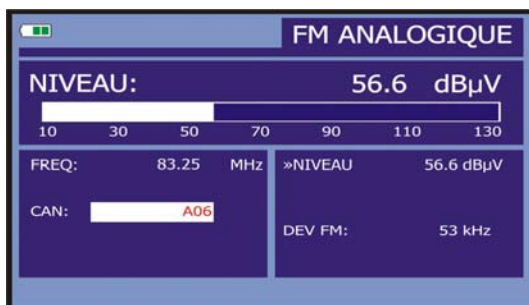 FM ANALOGIQUE
NIVEAU: 56.6 dBµV
10 30 50 70 90 110 130
FREQ: 83.25 MHz
CAN: A06
»NIVEAU 56.6 dBµV
DEV FM: 53 kHz